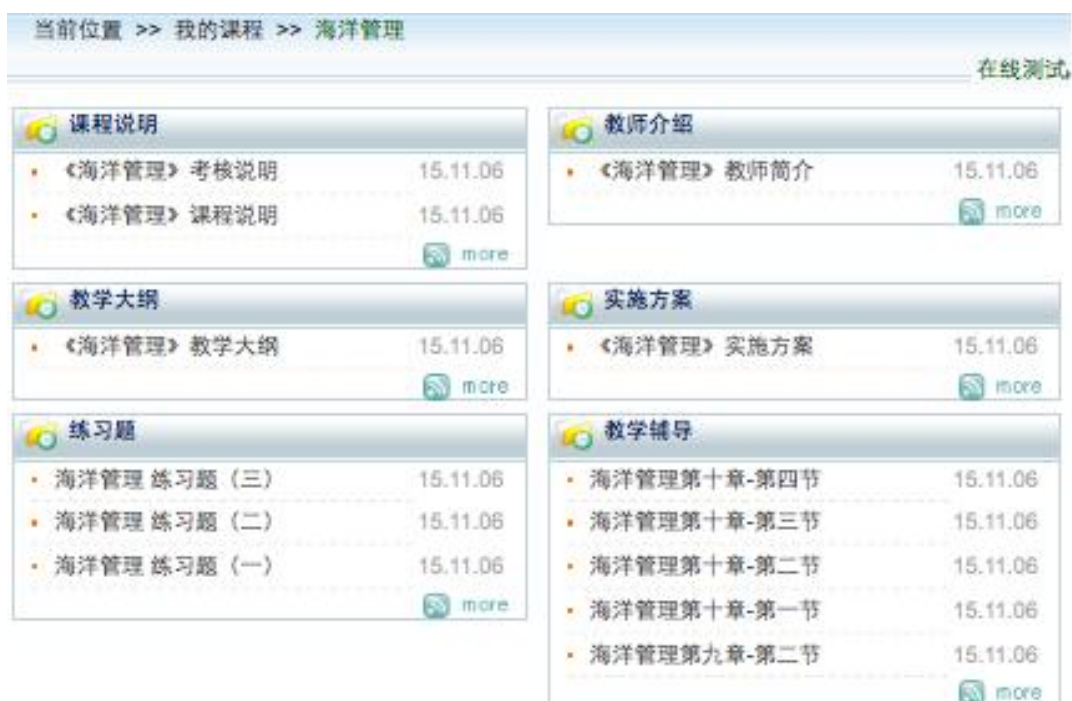 当前位置 >> 我的课程 >> 海洋管理
在线测试
课程说明
《海洋管理》考核说明 15.11.06
《海洋管理》课程说明 15.11.06
more
教师介绍
《海洋管理》教师简介 15.11.06
more
教学大纲
《海洋管理》教学大纲 15.11.06
more
实施方案
《海洋管理》实施方案 15.11.06
more
练习题
海洋管理 练习题（三） 15.11.06
海洋管理 练习题（二） 15.11.06
海洋管理 练习题（一） 15.11.06
more
教学辅导
海洋管理第十章-第四节 15.11.06
海洋管理第十章-第三节 15.11.06
海洋管理第十章-第二节 15.11.06
海洋管理第十章-第一节 15.11.06
海洋管理第九章-第二节 15.11.06
more